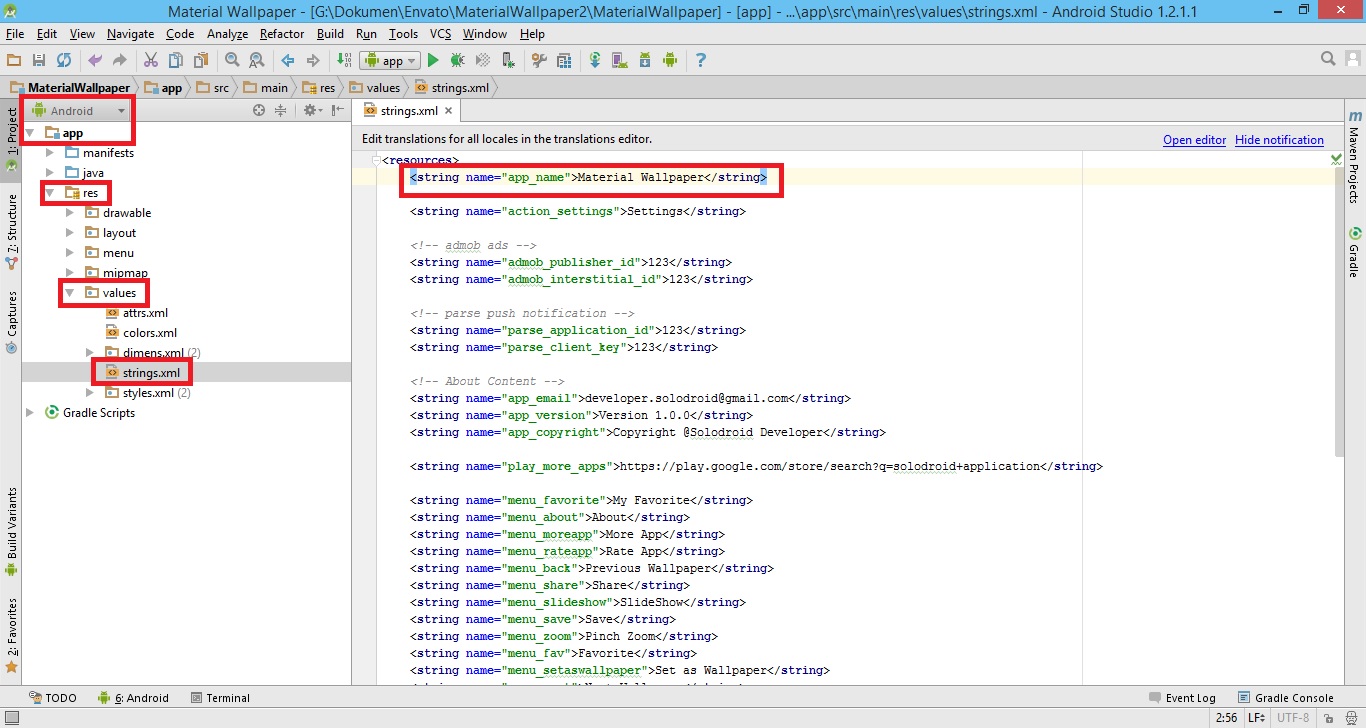 Material Wallpaper - [G:\Dokumen\Envato\MaterialWallpaper2\MaterialWallpaper] - [app] - ...\app\src\main\res\values\strings.xml - Android Studio 1.2.1.1
File Edit View Navigate Code Analyze Refactor Build Run Tools VCS Window Help
app
MaterialWallpaper app src main res values strings.xml
1: Project
7: Structure
Captures
Build Variants
2: Favorites
Android
app
manifests
java
res
drawable
layout
menu
mipmap
values
attrs.xml
colors.xml
dimens.xml (2)
strings.xml
styles.xml (2)
Gradle Scripts
strings.xml
Edit translations for all locales in the translations editor. Open editor Hide notification
<resources>
<string name="app_name">Material Wallpaper</string>
<string name="action_settings">Settings</string>
<!-- admob ads -->
<string name="admob_publisher_id">123</string>
<string name="admob_interstitial_id">123</string>
<!-- parse push notification -->
<string name="parse_application_id">123</string>
<string name="parse_client_key">123</string>
<!-- About Content -->
<string name="app_email">developer.solodroid@gmail.com</string>
<string name="app_version">Version 1.0.0</string>
<string name="app_copyright">Copyright @Solodroid Developer</string>
<string name="play_more_apps">https://play.google.com/store/search?q=solodroid+application</string>
<string name="menu_favorite">My Favorite</string>
<string name="menu_about">About</string>
<string name="menu_moreapp">More App</string>
<string name="menu_rateapp">Rate App</string>
<string name="menu_back">Previous Wallpaper</string>
<string name="menu_share">Share</string>
<string name="menu_slideshow">SlideShow</string>
<string name="menu_save">Save</string>
<string name="menu_zoom">Pinch Zoom</string>
<string name="menu_fav">Favorite</string>
<string name="menu_setaswallpaper">Set as Wallpaper</string>
Maven Projects
Gradle
TODO 6: Android Terminal Event Log Gradle Console
2:56 LF UTF-8